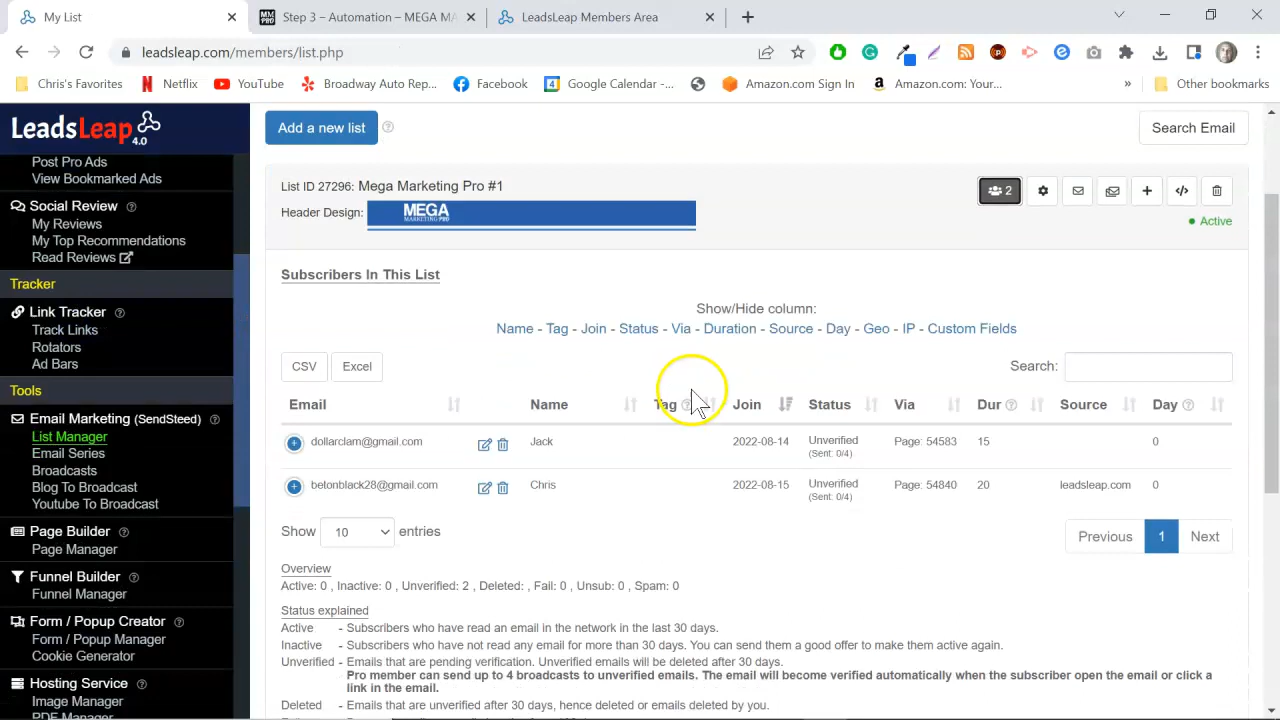 My List
Step 3 – Automation – MEGA MA
LeadsLeap Members Area
leadsleap.com/members/list.php
Chris's Favorites
Netflix
YouTube
Broadway Auto Rep...
Facebook
Google Calendar -...
Amazon.com Sign In
Amazon.com: Your...
»
Other bookmarks
LeadsLeap 4.0
Post Pro Ads
View Bookmarked Ads
Social Review
My Reviews
My Top Recommendations
Read Reviews
Tracker
Link Tracker
Track Links
Rotators
Ad Bars
Tools
Email Marketing (SendSteed)
List Manager
Email Series
Broadcasts
Blog To Broadcast
Youtube To Broadcast
Page Builder
Page Manager
Funnel Builder
Funnel Manager
Form / Popup Creator
Form / Popup Manager
Cookie Generator
Hosting Service
Image Manager
Add a new list
Search Email
List ID 27296: Mega Marketing Pro #1
2
Header Design:
MEGA
MARKETING PRO
Active
Subscribers In This List
Show/Hide column:
Name - Tag - Join - Status - Via - Duration - Source - Day - Geo - IP - Custom Fields
CSV
Excel
Search:
Email Name Tag Join Status Via Dur Source Day
dollarclam@gmail.com Jack 2022-08-14 Unverified Page: 54583 15 0
(Sent: 0/4)
betonblack28@gmail.com Chris 2022-08-15 Unverified Page: 54840 20 leadsleap.com 0
(Sent: 0/4)
Show 10 entries
Previous 1 Next
Overview
Active: 0 , Inactive: 0 , Unverified: 2 , Deleted: , Fail: 0 , Unsub: 0 , Spam: 0
Status explained
Active - Subscribers who have read an email in the network in the last 30 days.
Inactive - Subscribers who have not read any email for more than 30 days. You can send them a good offer to make them active again.
Unverified - Emails that are pending verification. Unverified emails will be deleted after 30 days.
Pro member can send up to 4 broadcasts to unverified emails. The email will become verified automatically when the subscriber open the email or click a
link in the email.
Deleted - Emails that are unverified after 30 days, hence deleted or emails deleted by you.